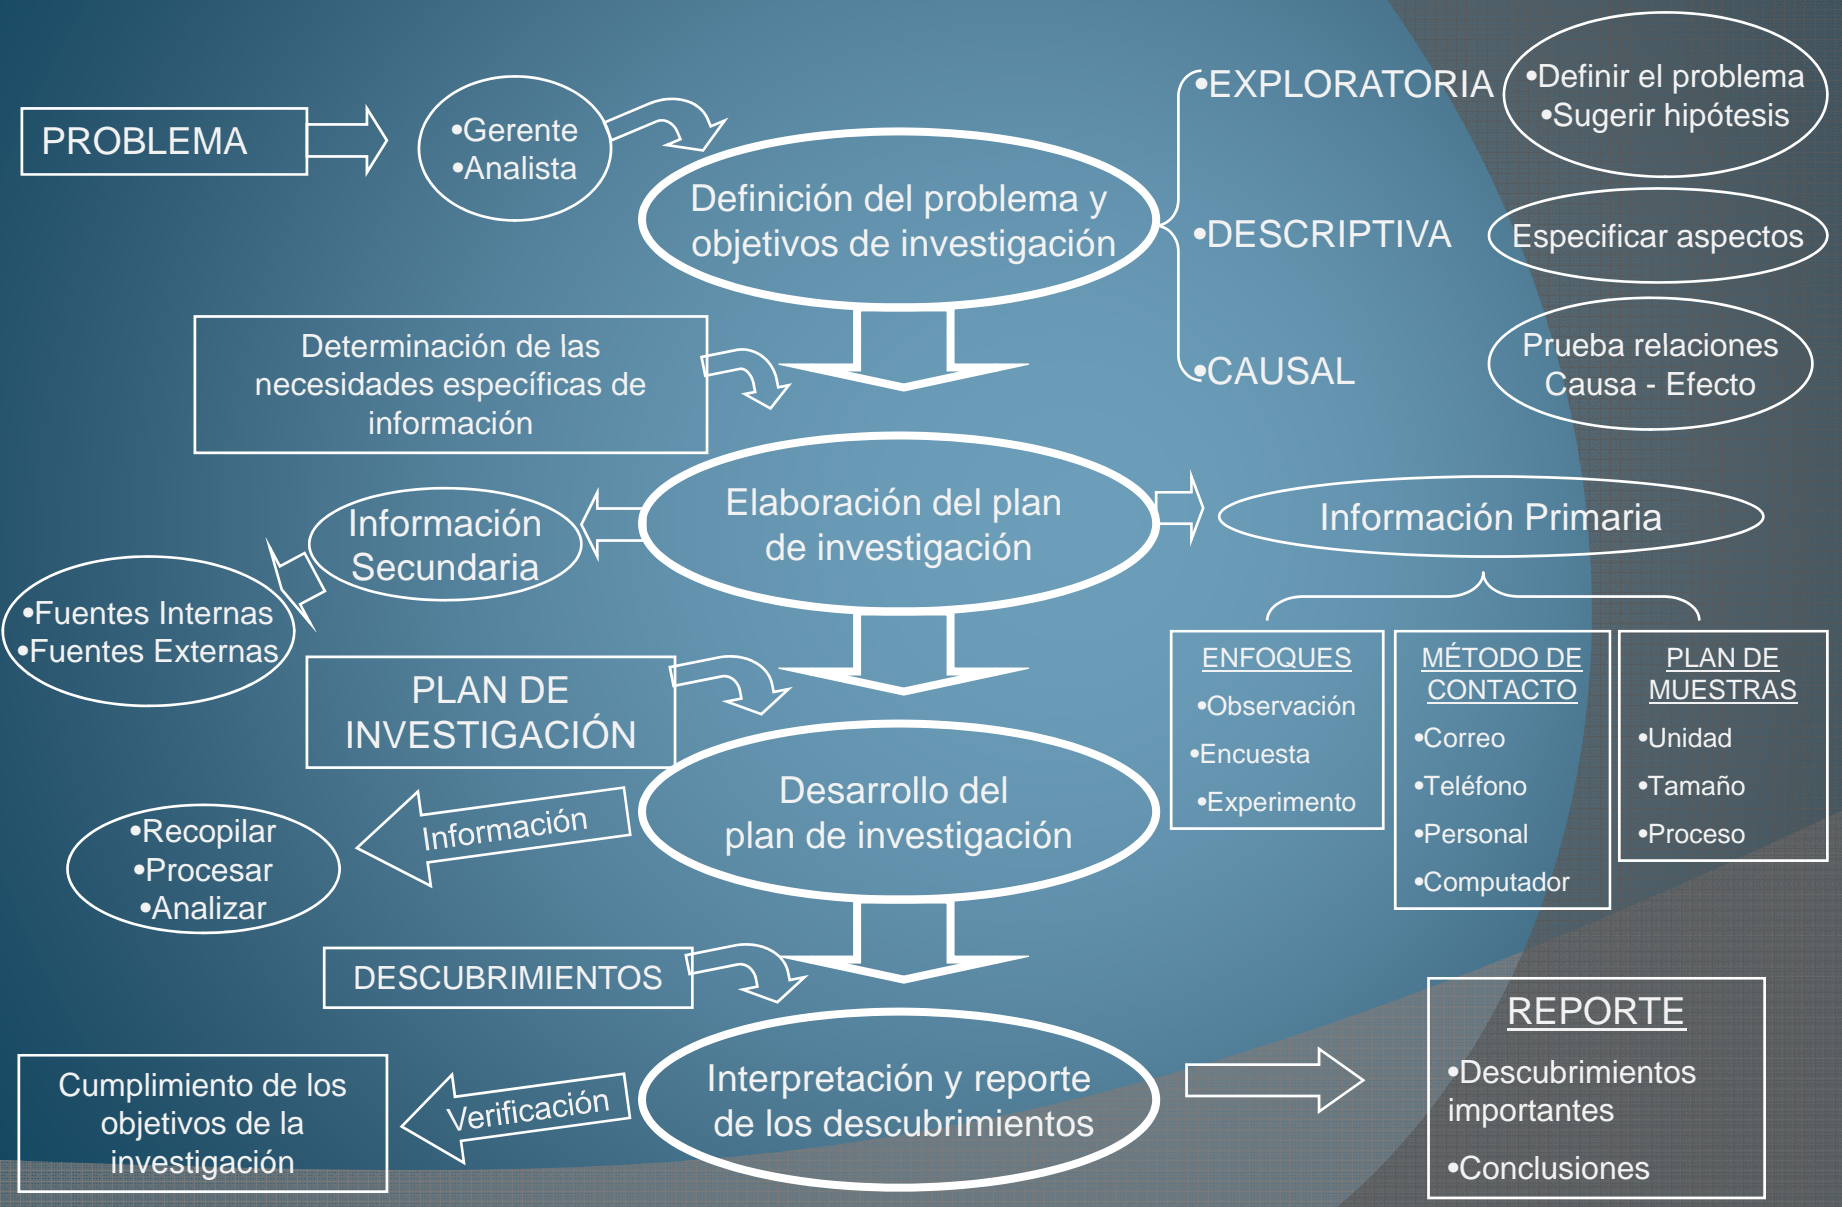 PROBLEMA
•Gerente
•Analista
Definición del problema y
objetivos de investigación
•EXPLORATORIA
•Definir el problema
•Sugerir hipótesis
•DESCRIPTIVA
Especificar aspectos
•CAUSAL
Prueba relaciones
Causa - Efecto
Determinación de las
necesidades específicas de
información
Elaboración del plan
de investigación
Información
Secundaria
•Fuentes Internas
•Fuentes Externas
Información Primaria
ENFOQUES
•Observación
•Encuesta
•Experimento
MÉTODO DE
CONTACTO
•Correo
•Teléfono
•Personal
•Computador
PLAN DE
MUESTRAS
•Unidad
•Tamaño
•Proceso
PLAN DE
INVESTIGACIÓN
Desarrollo del
plan de investigación
Información
•Recopilar
•Procesar
•Analizar
DESCUBRIMIENTOS
Interpretación y reporte
de los descubrimientos
Verificación
Cumplimiento de los
objetivos de la
investigación
REPORTE
•Descubrimientos
importantes
•Conclusiones